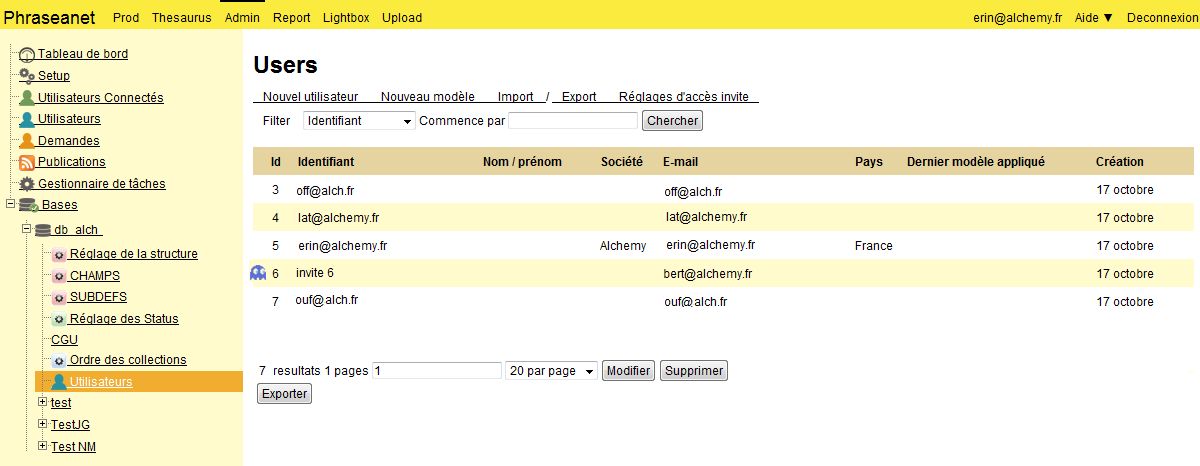 Phraseanet Prod Thesaurus Admin Report Lightbox Upload erin@alchemy.fr Aide ▼ Deconnexion
Tableau de bord
Setup
Utilisateurs Connectés
Utilisateurs
Demandes
Publications
Gestionnaire de tâches
Bases
db_alch_
Réglage de la structure
CHAMPS
SUBDEFS
Réglage des Status
CGU
Ordre des collections
Utilisateurs
test
TestJG
Test NM
Users
Nouvel utilisateur Nouveau modèle Import / Export Réglages d'accès invite
Filter Identifiant Commence par Chercher
Id Identifiant Nom / prénom Société E-mail Pays Dernier modèle appliqué Création
3 off@alch.fr off@alch.fr 17 octobre
4 lat@alchemy.fr lat@alchemy.fr 17 octobre
5 erin@alchemy.fr Alchemy erin@alchemy.fr France 17 octobre
6 invite 6 bert@alchemy.fr 17 octobre
7 ouf@alch.fr ouf@alch.fr 17 octobre
7 resultats 1 pages 1 20 par page Modifier Supprimer
Exporter